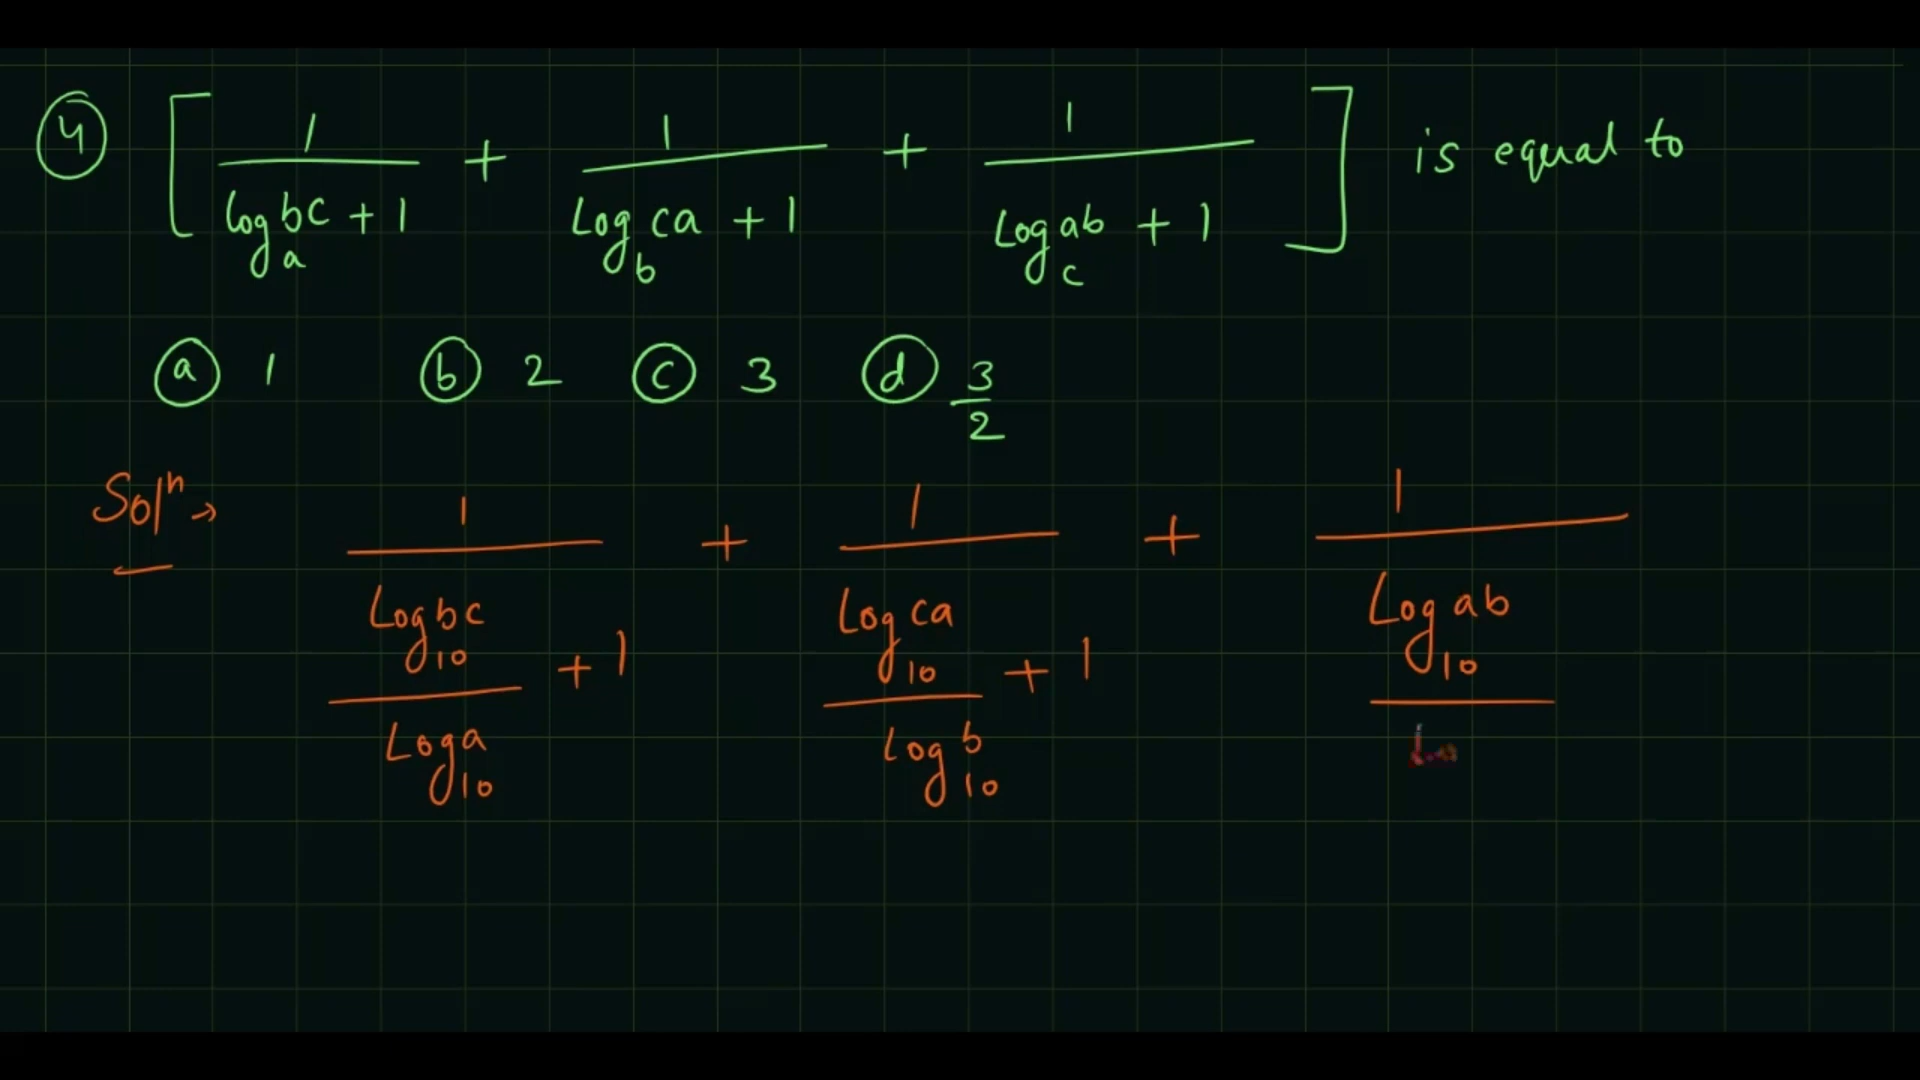 ④ [ 1/(log_a bc + 1) + 1/(Log_b ca + 1) + 1/(Log_c ab + 1) ] is equal to
ⓐ 1 ⓑ 2 ⓒ 3 ⓓ 3/2
Solⁿ → 1/((Log_10 bc)/(Log_10 a) + 1) + 1/((Log_10 ca)/(Log_10 b) + 1) + 1/((Log_10 ab)/